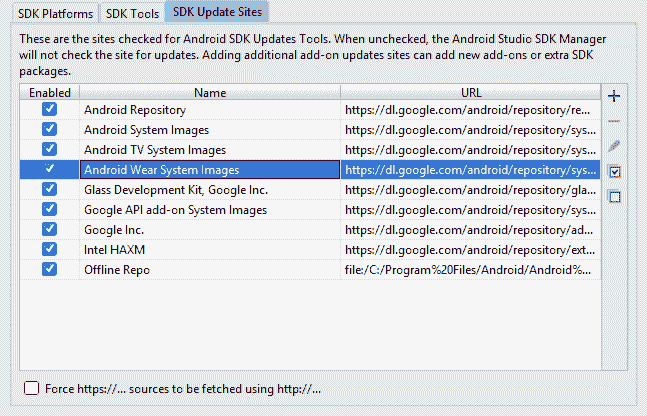 SDK Platforms SDK Tools SDK Update Sites
These are the sites checked for Android SDK Updates Tools. When unchecked, the Android Studio SDK Manager
will not check the site for updates. Adding additional add-on updates sites can add new add-ons or extra SDK
packages.
Enabled Name URL
Android Repository https://dl.google.com/android/repository/re...
Android System Images https://dl.google.com/android/repository/sys...
Android TV System Images https://dl.google.com/android/repository/sys...
Android Wear System Images https://dl.google.com/android/repository/sys...
Glass Development Kit, Google Inc. https://dl.google.com/android/repository/gla...
Google API add-on System Images https://dl.google.com/android/repository/sys...
Google Inc. https://dl.google.com/android/repository/ad...
Intel HAXM https://dl.google.com/android/repository/ext...
Offline Repo file:/C:/Program%20Files/Android/Android%...
Force https://... sources to be fetched using http://...